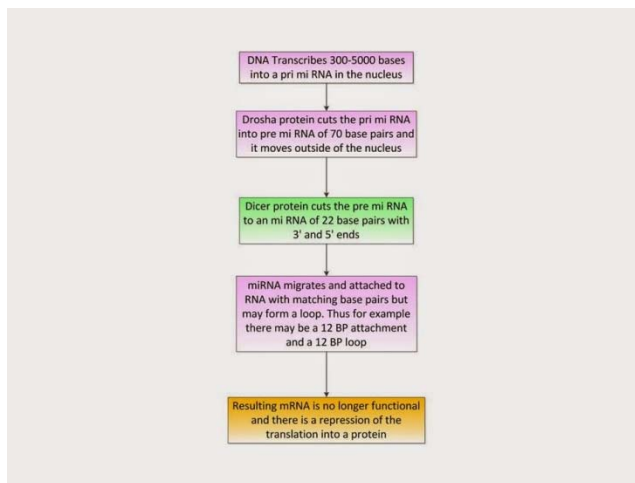 DNA Transcribes 300-5000 bases
into a pri mi RNA in the nucleus
Drosha protein cuts the pri mi RNA
into pre mi RNA of 70 base pairs and
it moves outside of the nucleus
Dicer protein cuts the pre mi RNA
to an mi RNA of 22 base pairs with
3' and 5' ends
miRNA migrates and attached to
RNA with matching base pairs but
may form a loop. Thus for example
there may be a 12 BP attachment
and a 12 BP loop
Resulting mRNA is no longer functional
and there is a repression of the
translation into a protein